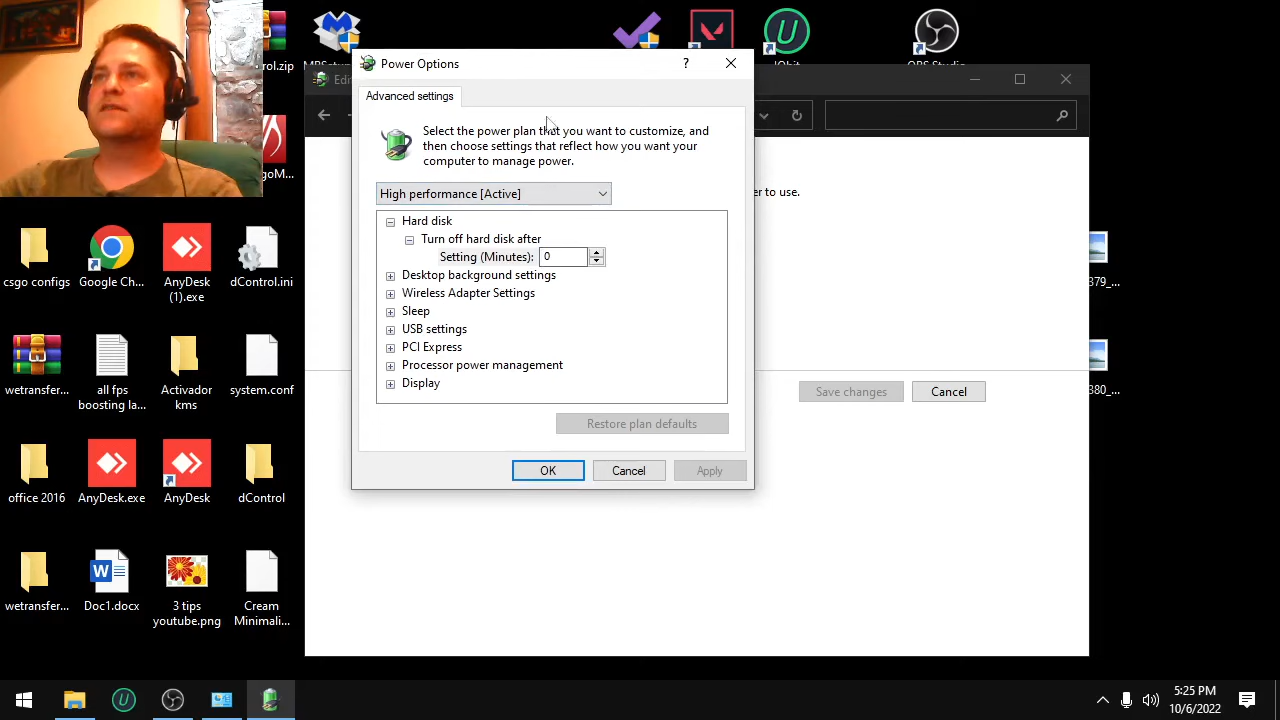 rol.zip
MBSetu
IObit
OBS Studio
goM...
csgo configs
Google Ch...
AnyDesk
(1).exe
dControl.ini
wetransfer...
all fps
boosting la...
Activador
kms
system.conf
office 2016
AnyDesk.exe
AnyDesk
dControl
wetransfer...
Doc1.docx
3 tips
youtube.png
Cream
Minimali...
Edi
er to use.
Save changes
Cancel
379_...
380_...
Power Options
?
Advanced settings
Select the power plan that you want to customize, and
then choose settings that reflect how you want your
computer to manage power.
High performance [Active]
Hard disk
Turn off hard disk after
Setting (Minutes): 0
Desktop background settings
Wireless Adapter Settings
Sleep
USB settings
PCI Express
Processor power management
Display
Restore plan defaults
OK
Cancel
Apply
5:25 PM
10/6/2022